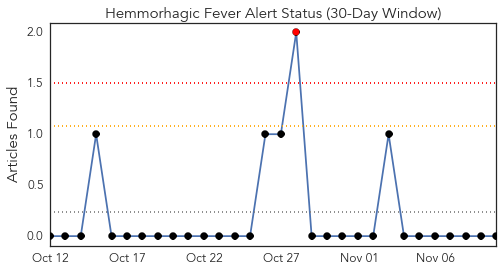 Hemmorhagic Fever Alert Status (30-Day Window)
Articles Found
2.0
1.5
1.0
0.5
0.0
Oct 12 Oct 17 Oct 22 Oct 27 Nov 01 Nov 06